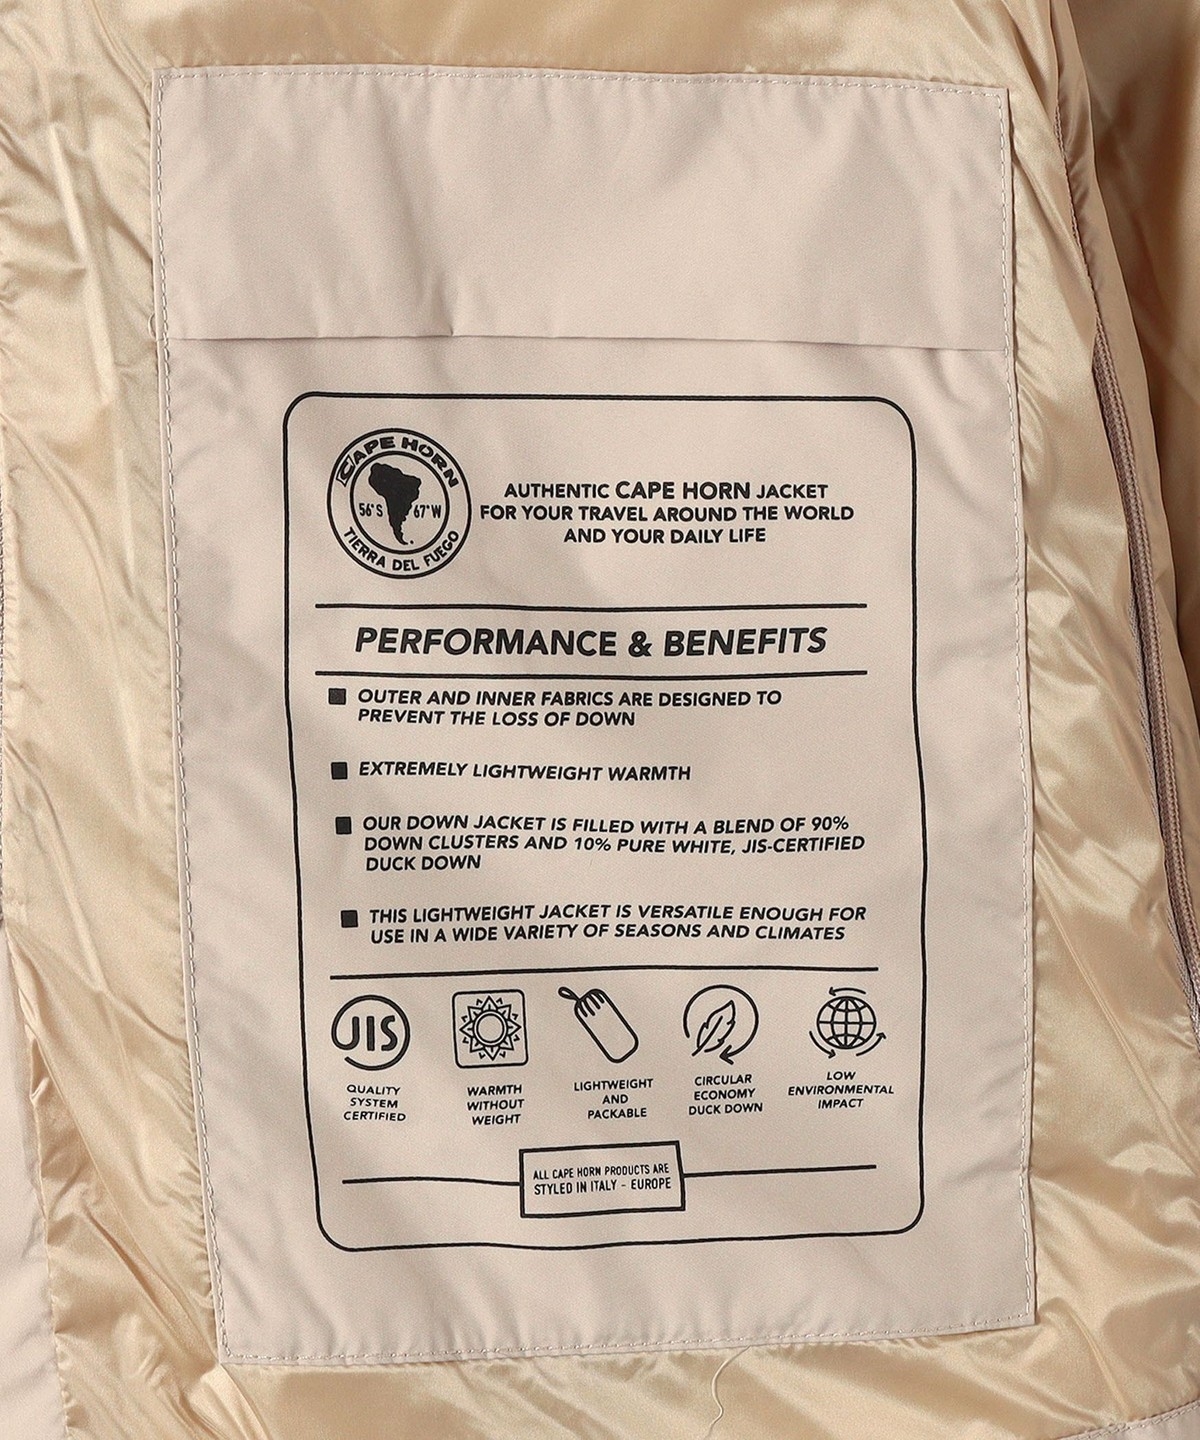 CAPE HORN
56°S 67°W
TIERRA DEL FUEGO
AUTHENTIC CAPE HORN JACKET
FOR YOUR TRAVEL AROUND THE WORLD
AND YOUR DAILY LIFE
PERFORMANCE & BENEFITS
OUTER AND INNER FABRICS ARE DESIGNED TO
PREVENT THE LOSS OF DOWN
EXTREMELY LIGHTWEIGHT WARMTH
OUR DOWN JACKET IS FILLED WITH A BLEND OF 90%
DOWN CLUSTERS AND 10% PURE WHITE, JIS-CERTIFIED
DUCK DOWN
THIS LIGHTWEIGHT JACKET IS VERSATILE ENOUGH FOR
USE IN A WIDE VARIETY OF SEASONS AND CLIMATES
JIS
QUALITY
SYSTEM
CERTIFIED
WARMTH
WITHOUT
WEIGHT
LIGHTWEIGHT
AND
PACKABLE
CIRCULAR
ECONOMY
DUCK DOWN
LOW
ENVIRONMENTAL
IMPACT
ALL CAPE HORN PRODUCTS ARE
STYLED IN ITALY - EUROPE